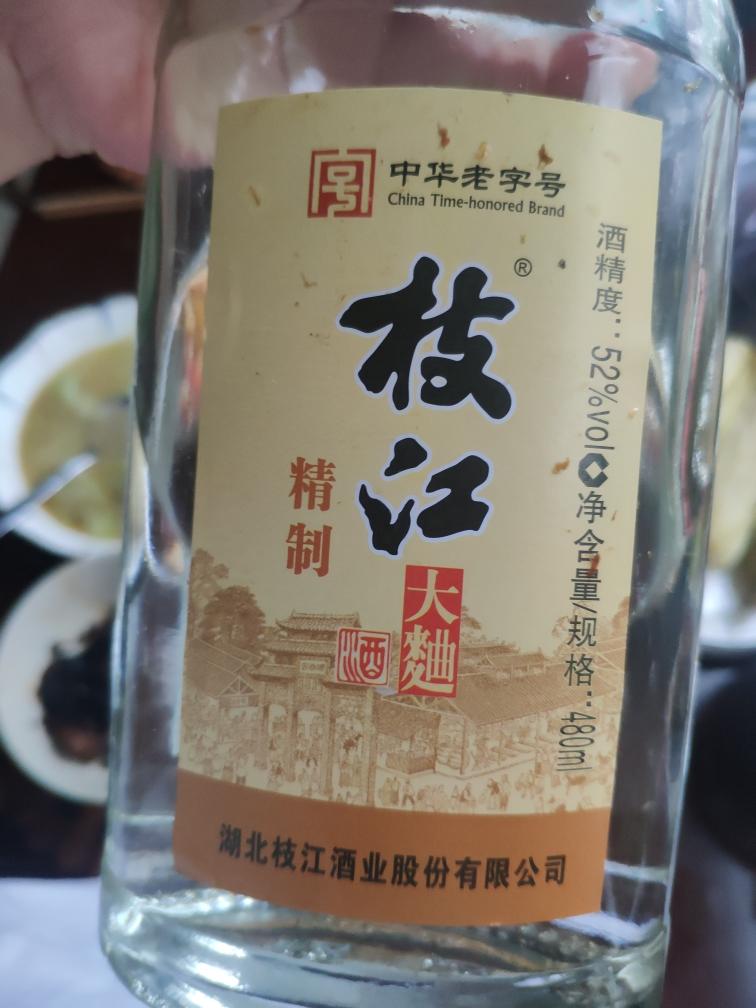 中华老字号
China Time-honored Brand
枝江®
精制
大麯
酒
酒精度：52%vol 净含量/规格：480ml
湖北枝江酒业股份有限公司